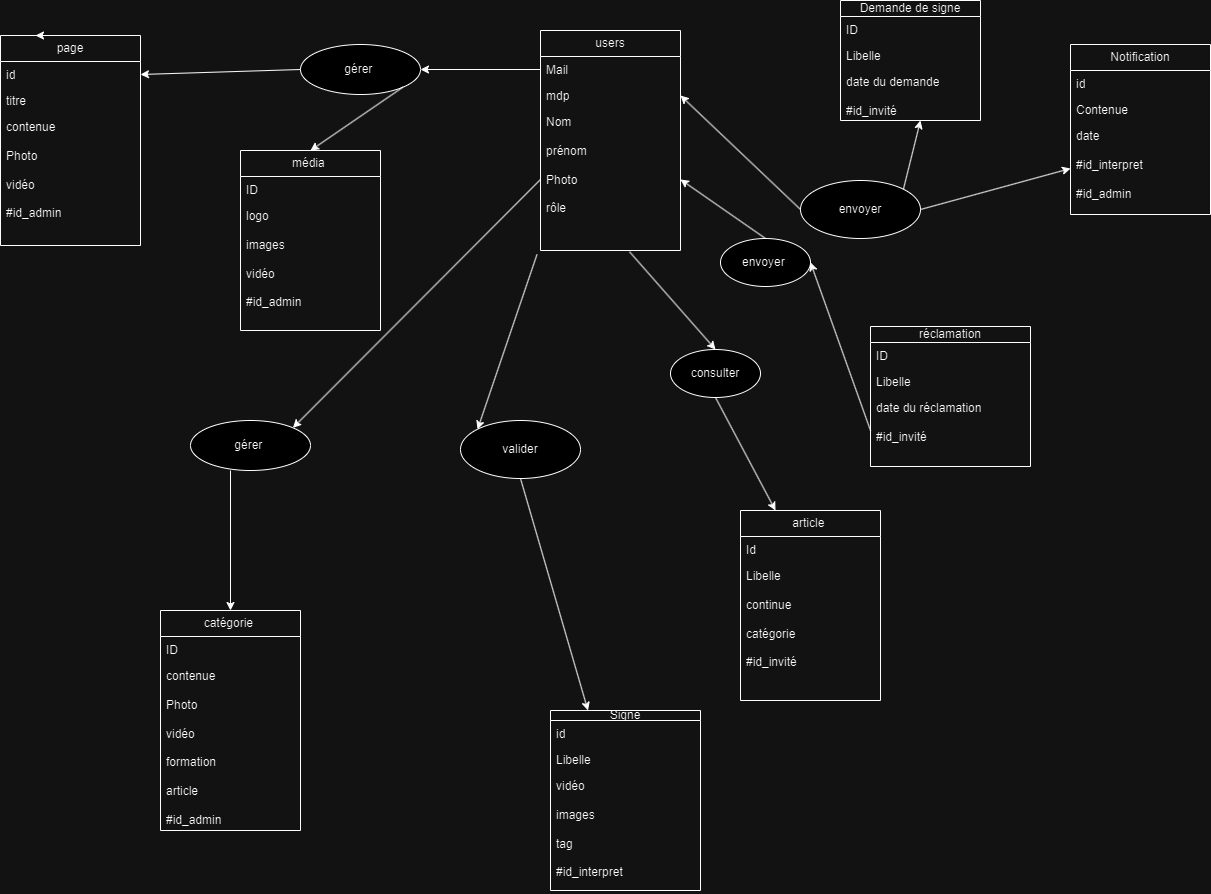 page
id
titre
contenue
Photo
vidéo
#id_admin
gérer
média
ID
logo
images
vidéo
#id_admin
users
Mail
mdp
Nom
prénom
Photo
rôle
Demande de signe
ID
Libelle
date du demande
#id_invité
Notification
id
Contenue
date
#id_interpret
#id_admin
envoyer
envoyer
réclamation
ID
Libelle
date du réclamation
#id_invité
consulter
gérer
valider
article
Id
Libelle
continue
catégorie
#id_invité
catégorie
ID
contenue
Photo
vidéo
formation
article
#id_admin
Signe
id
Libelle
vidéo
images
tag
#id_interpret